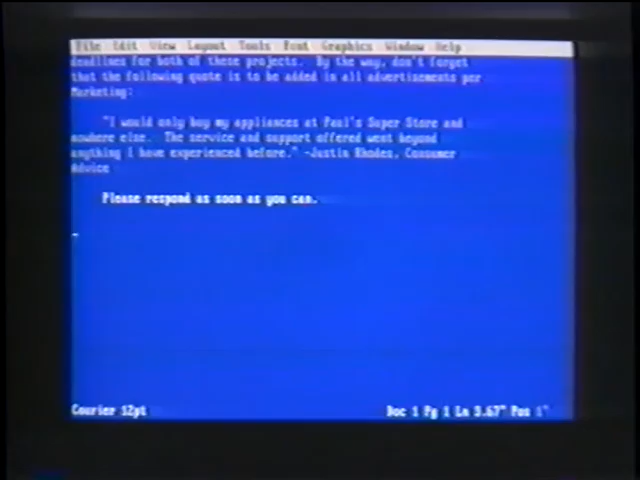 File Edit View Layout Tools Font Graphics Window Help
deadlines for both of these projects. By the way, don't forget
that the following quote is to be added in all advertisements per
Marketing:
"I would only buy my appliances at Paul's Super Store and
nowhere else. The service and support offered went beyond
anything I have experienced before." -Justin Rhodes, Consumer
Advice
Please respond as soon as you can.
Courier 12pt Doc 1 Pg 1 Ln 3.67" Pos 1"